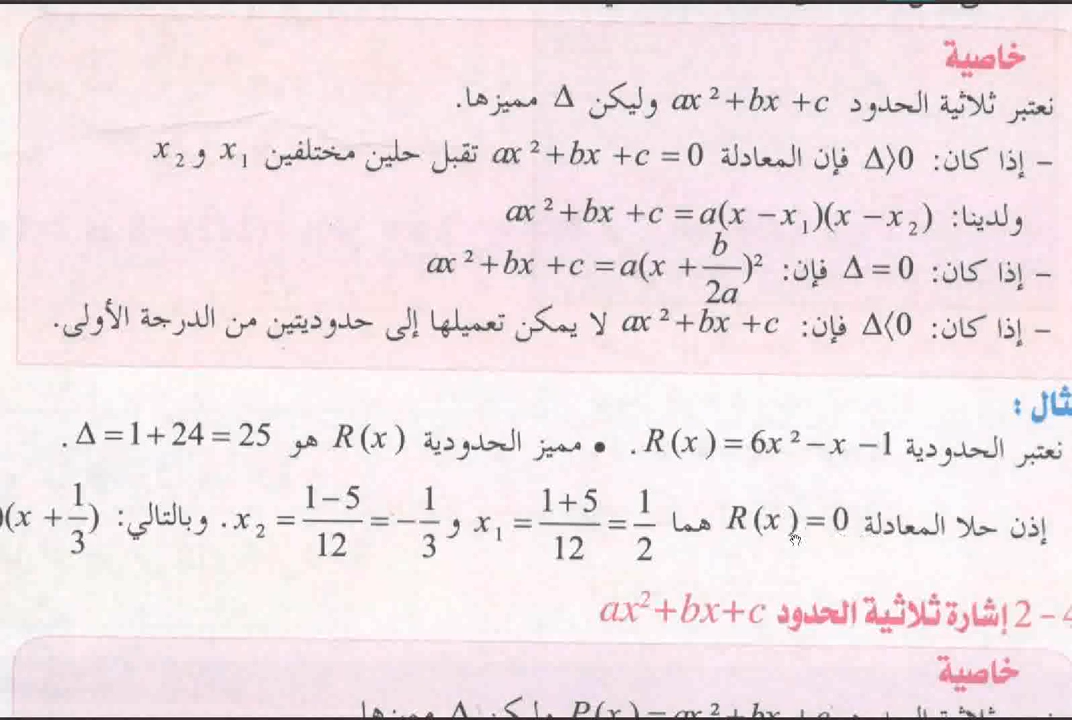 خاصية
نعتبر ثلاثية الحدود ax²+bx+c وليكن Δ مميزها.
- إذا كان: Δ⟩0 فإن المعادلة ax²+bx+c=0 تقبل حلين مختلفين x₁ و x₂
ولدينا: ax²+bx+c=a(x-x₁)(x-x₂)
- إذا كان: Δ=0 فإن: ax²+bx+c=a(x+b/2a)²
- إذا كان: Δ⟨0 فإن: ax²+bx+c لا يمكن تعميلها إلى حدوديتين من الدرجة الأولى.
ثال:
نعتبر الحدودية R(x)=6x²-x-1. • مميز الحدودية R(x) هو Δ=1+24=25.
إذن حلا المعادلة R(x)=0 هما x₁=(1+5)/12=1/2 و x₂=(1-5)/12=-1/3. وبالتالي: (x+1/3)
4-2 إشارة ثلاثية الحدود ax²+bx+c
خاصية